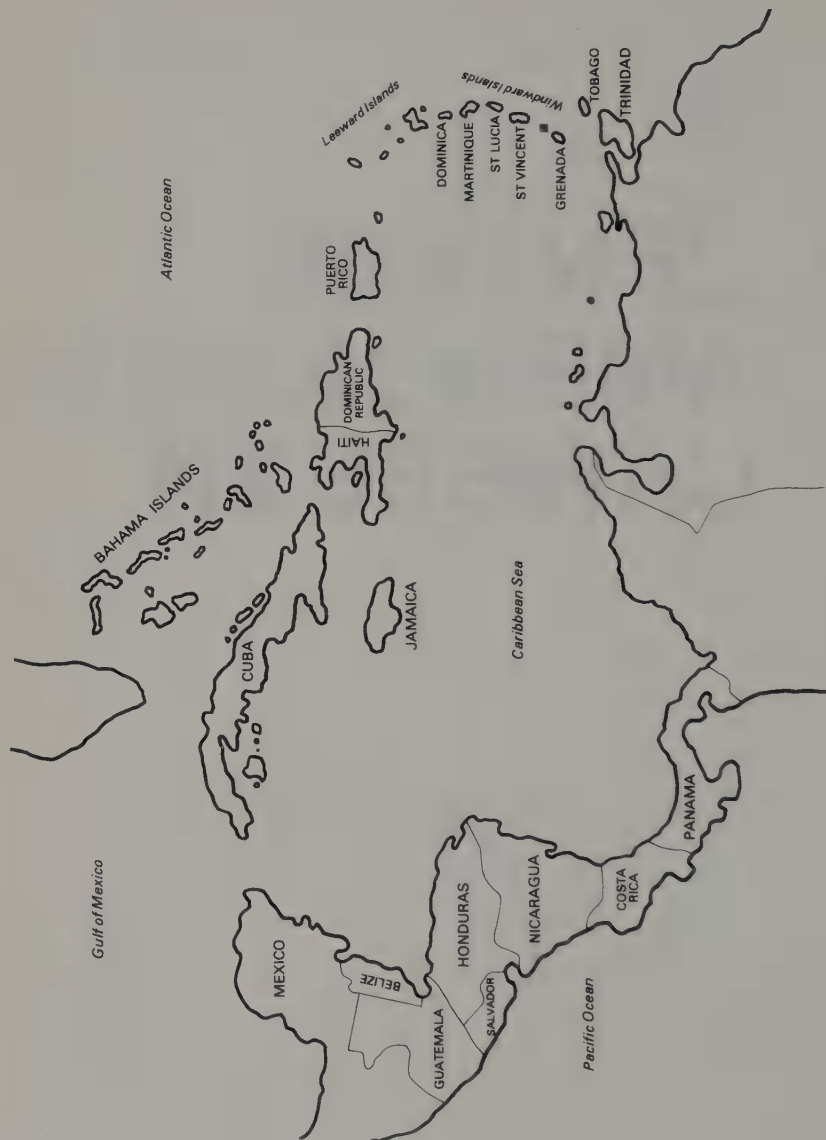 Atlantic Ocean
Gulf of Mexico
BAHAMA ISLANDS
Leeward Islands
CUBA
MEXICO
HAITI
DOMINICAN
REPUBLIC
PUERTO
RICO
JAMAICA
BELIZE
DOMINICA
MARTINIQUE
ST LUCIA
ST VINCENT
Windward Islands
GUATEMALA
HONDURAS
SALVADOR
Caribbean Sea
GRENADA
NICARAGUA
TOBAGO
TRINIDAD
Pacific Ocean
COSTA
RICA
PANAMA